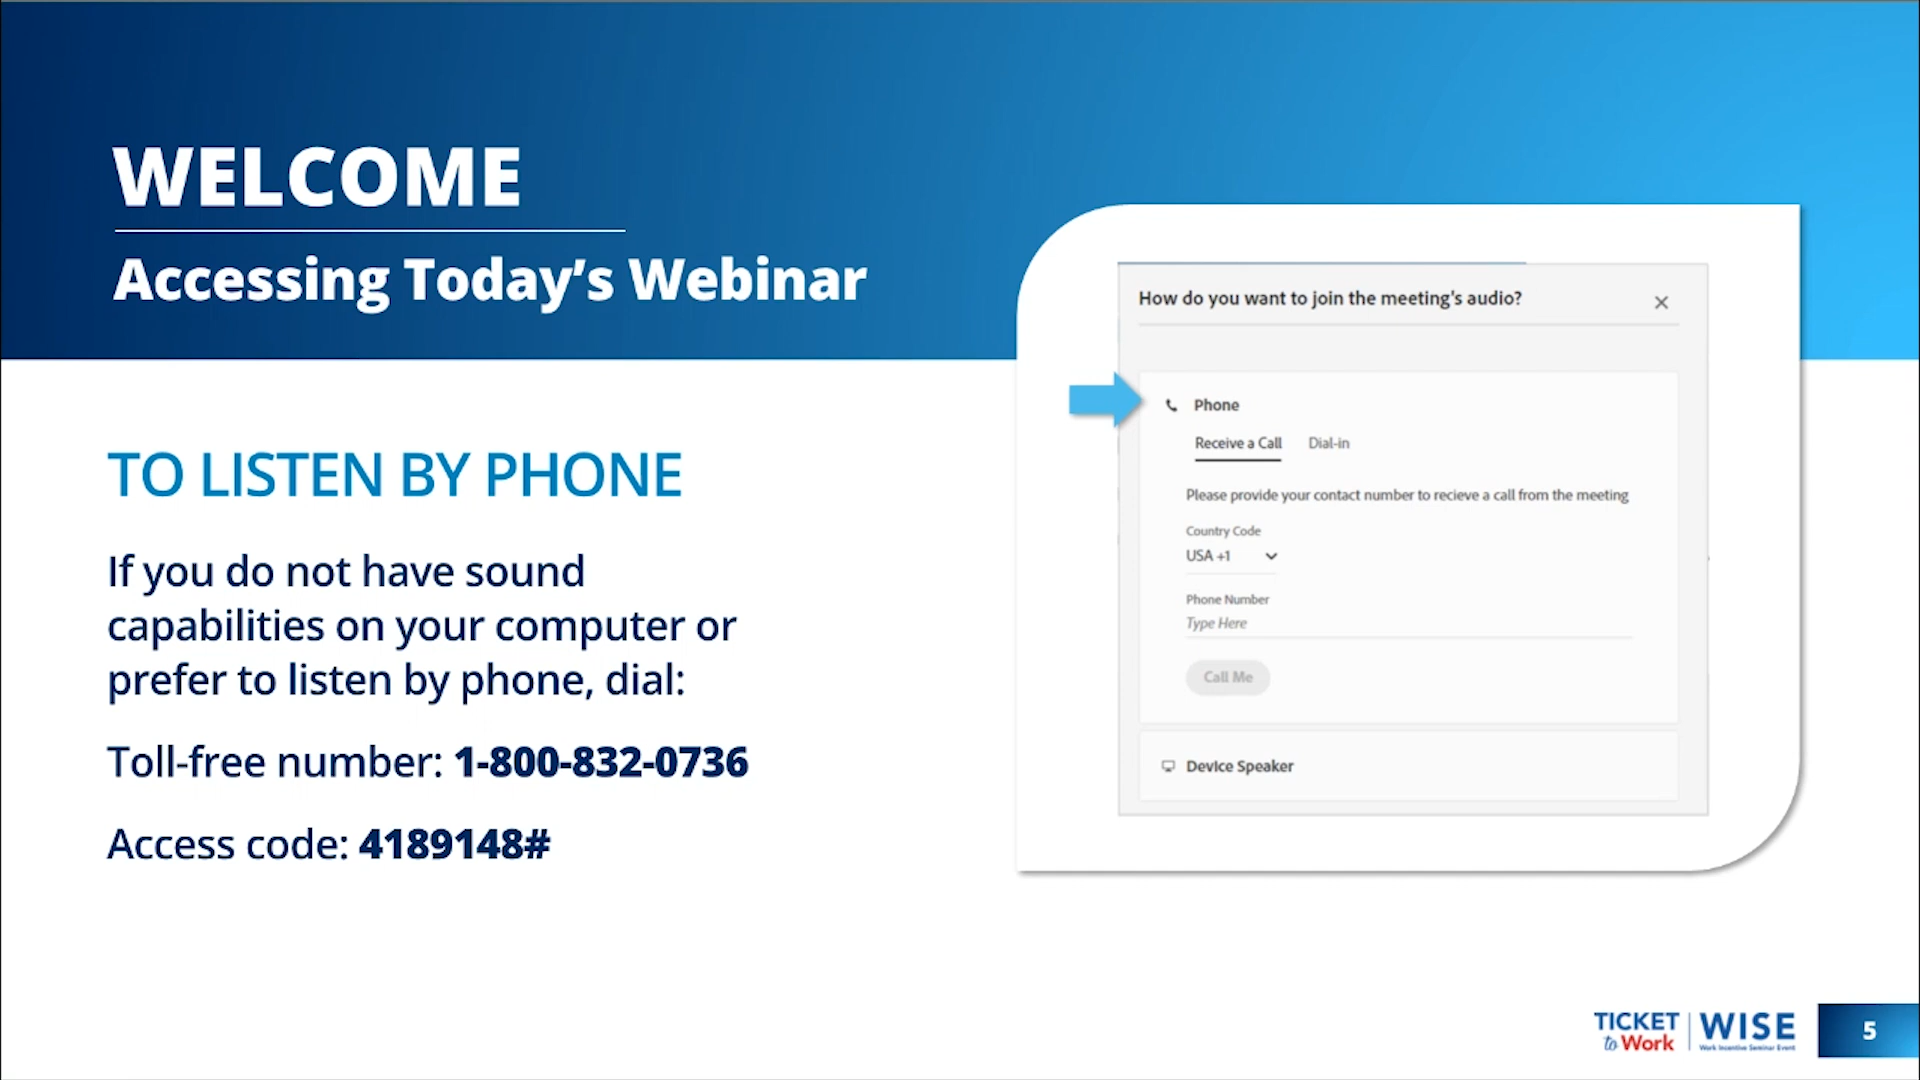 WELCOME
Accessing Today’s Webinar
TO LISTEN BY PHONE
If you do not have sound
capabilities on your computer or
prefer to listen by phone, dial:
Toll-free number: 1-800-832-0736
Access code: 4189148#
How do you want to join the meeting's audio?
Phone
Receive a Call Dial-in
Please provide your contact number to recieve a call from the meeting
Country Code
USA +1
Phone Number
Type Here
Call Me
Device Speaker
TICKET
to Work
WISE
Work Incentive Seminar Event
5